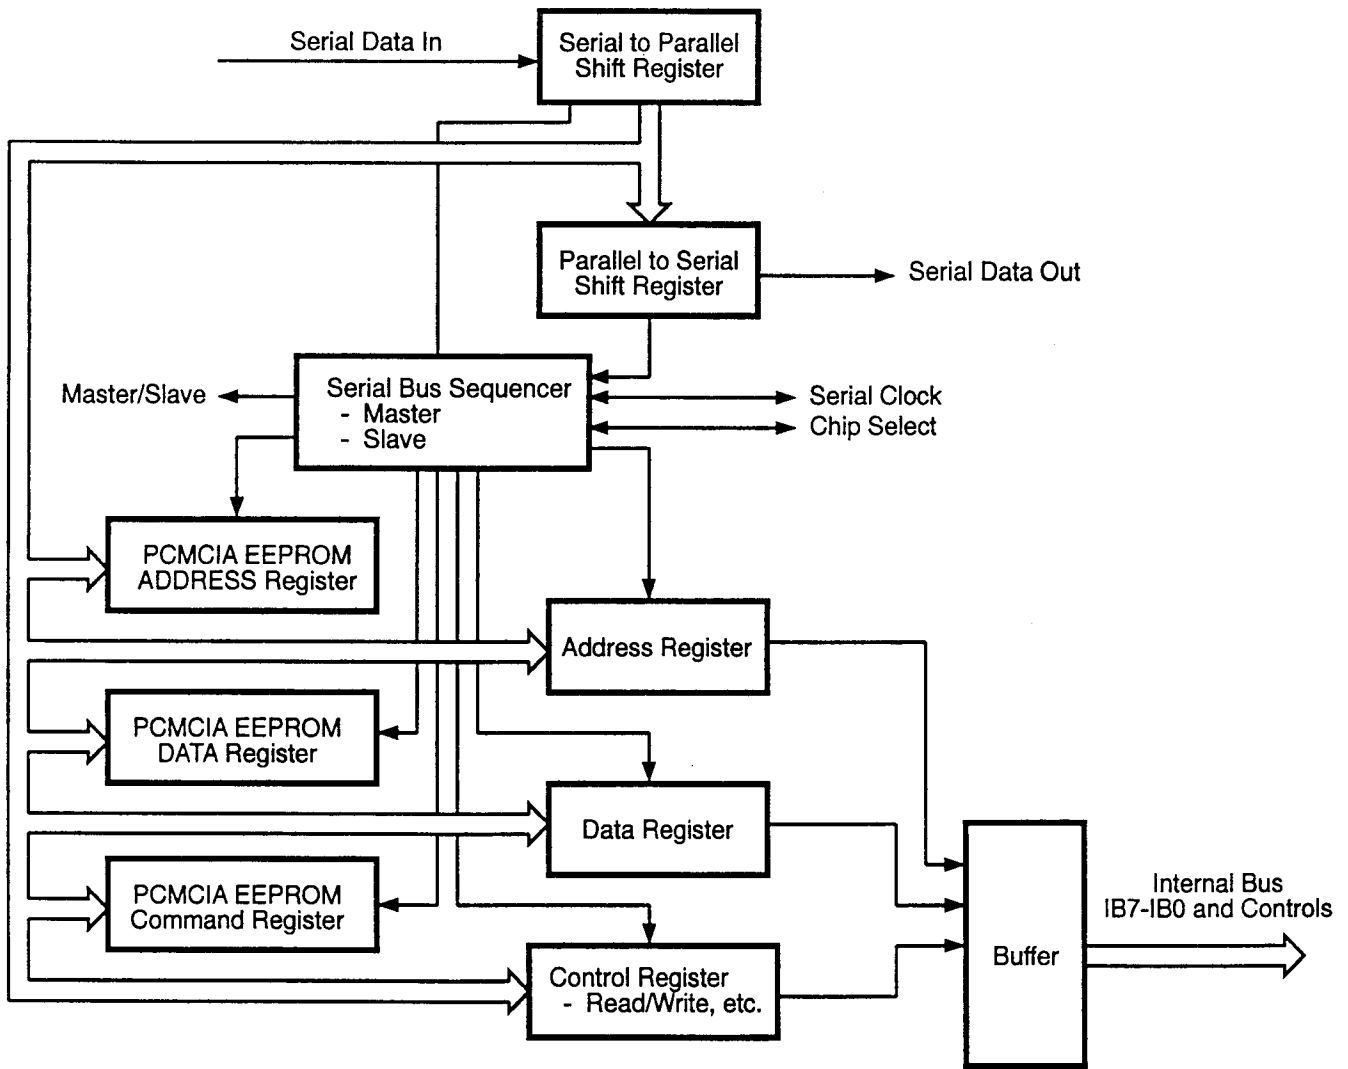 Serial Data In
Serial to Parallel
Shift Register
Parallel to Serial
Shift Register
Serial Data Out
Master/Slave
Serial Bus Sequencer
- Master
- Slave
Serial Clock
Chip Select
PCMCIA EEPROM
ADDRESS Register
Address Register
PCMCIA EEPROM
DATA Register
Data Register
PCMCIA EEPROM
Command Register
Control Register
- Read/Write, etc.
Buffer
Internal Bus
IB7-IB0 and Controls